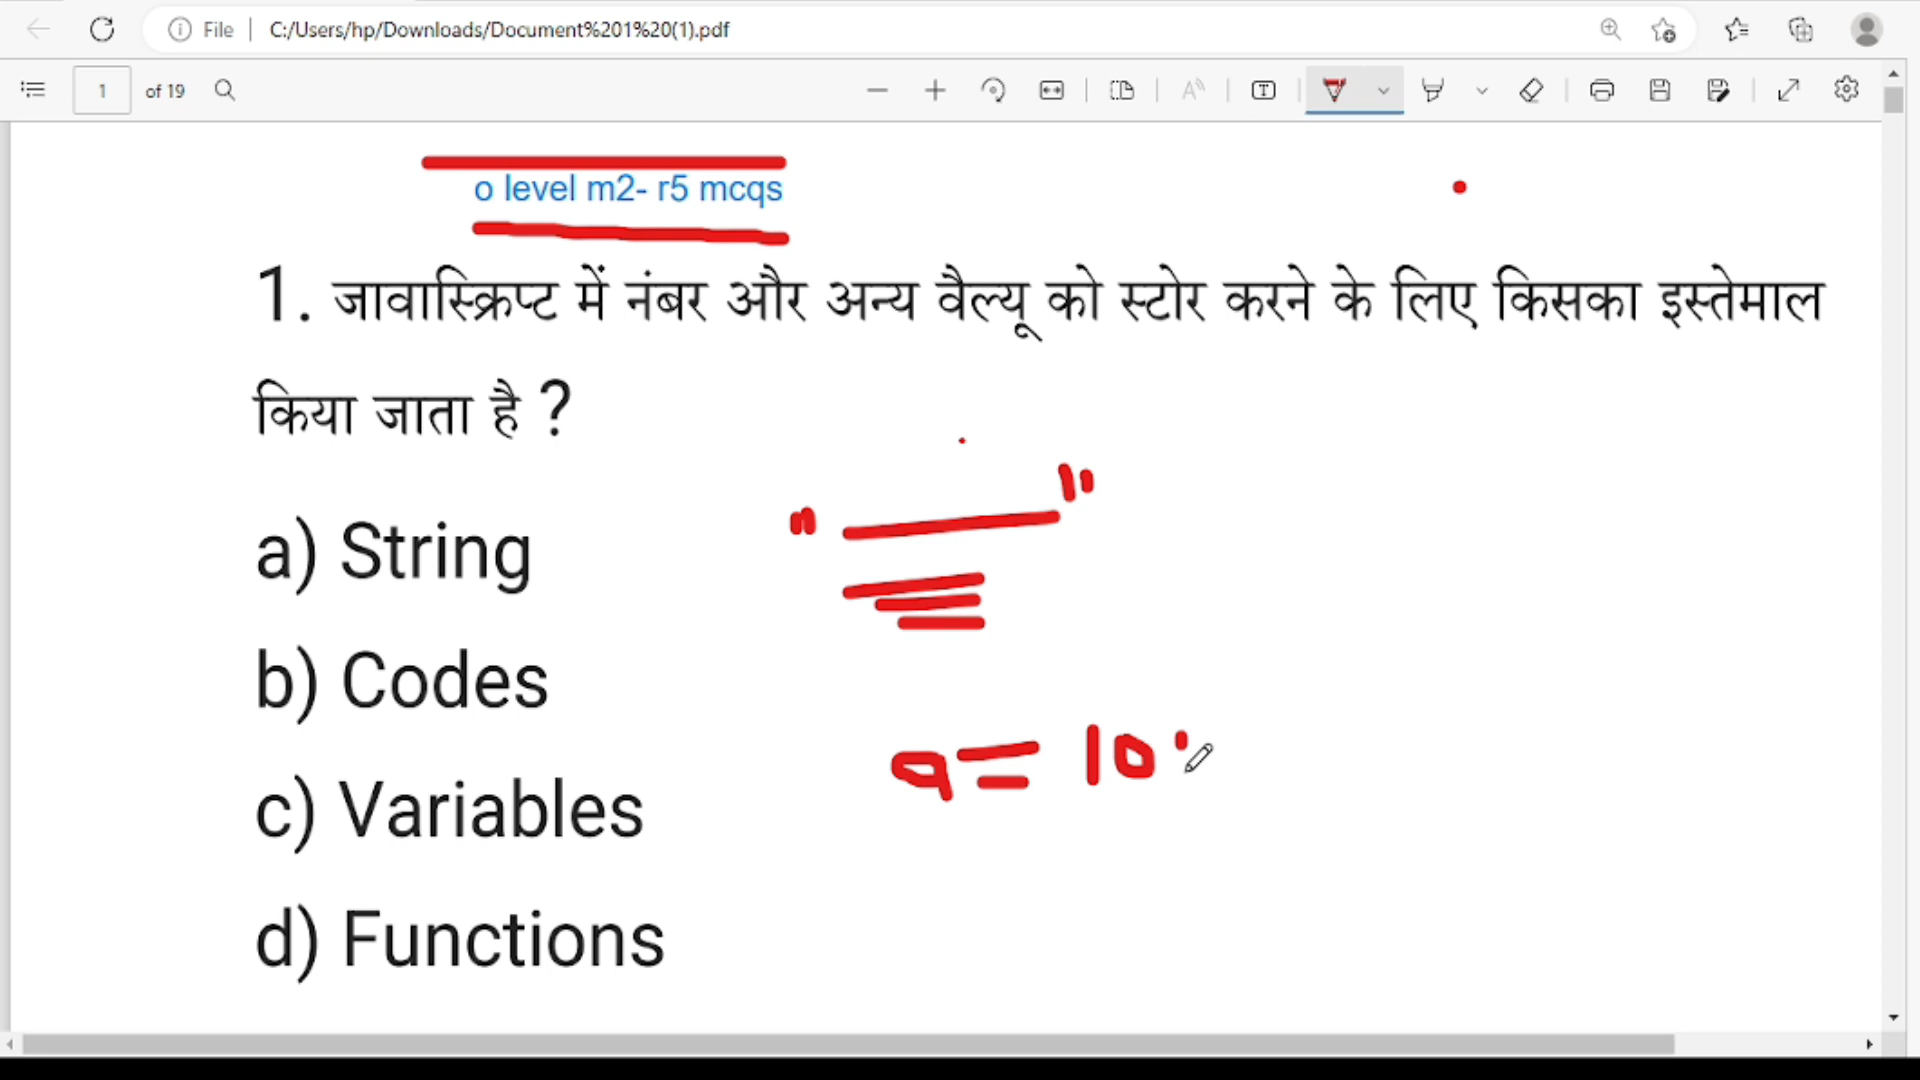 File C:/Users/hp/Downloads/Document%201%20(1).pdf
1 of 19
o level m2- r5 mcqs
1. जावास्क्रिप्ट में नंबर और अन्य वैल्यू को स्टोर करने के लिए किसका इस्तेमाल
किया जाता है ?
a) String
" "
b) Codes
a = 10
c) Variables
d) Functions